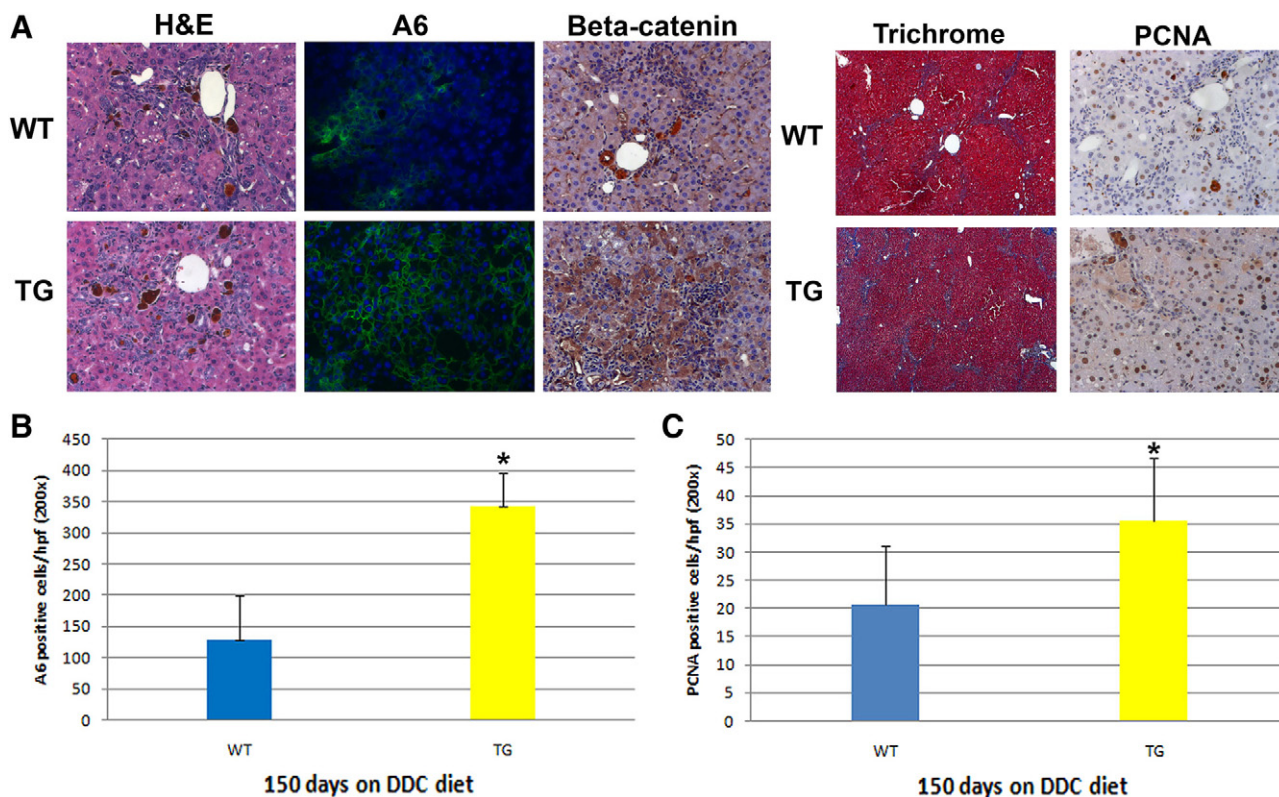 A
H&E
A6
Beta-catenin
Trichrome
PCNA
WT
TG
WT
TG
B
A6 positive cells/hpf (200x)
450
400
350
300
250
200
150
100
50
0
*
WT
TG
150 days on DDC diet
C
PCNA positive cells/hpf (200x)
50
45
40
35
30
25
20
15
10
5
0
*
WT
TG
150 days on DDC diet